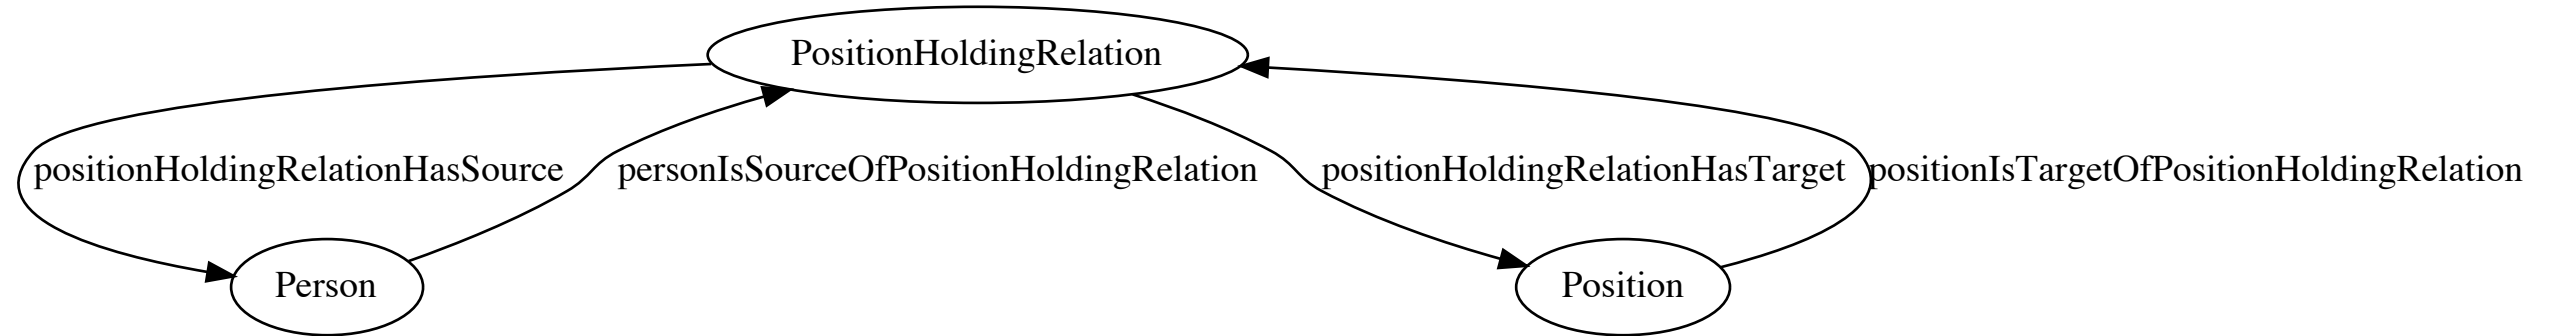 PositionHoldingRelation
positionHoldingRelationHasSource
personIsSourceOfPositionHoldingRelation
positionHoldingRelationHasTarget
positionIsTargetOfPositionHoldingRelation
Person
Position